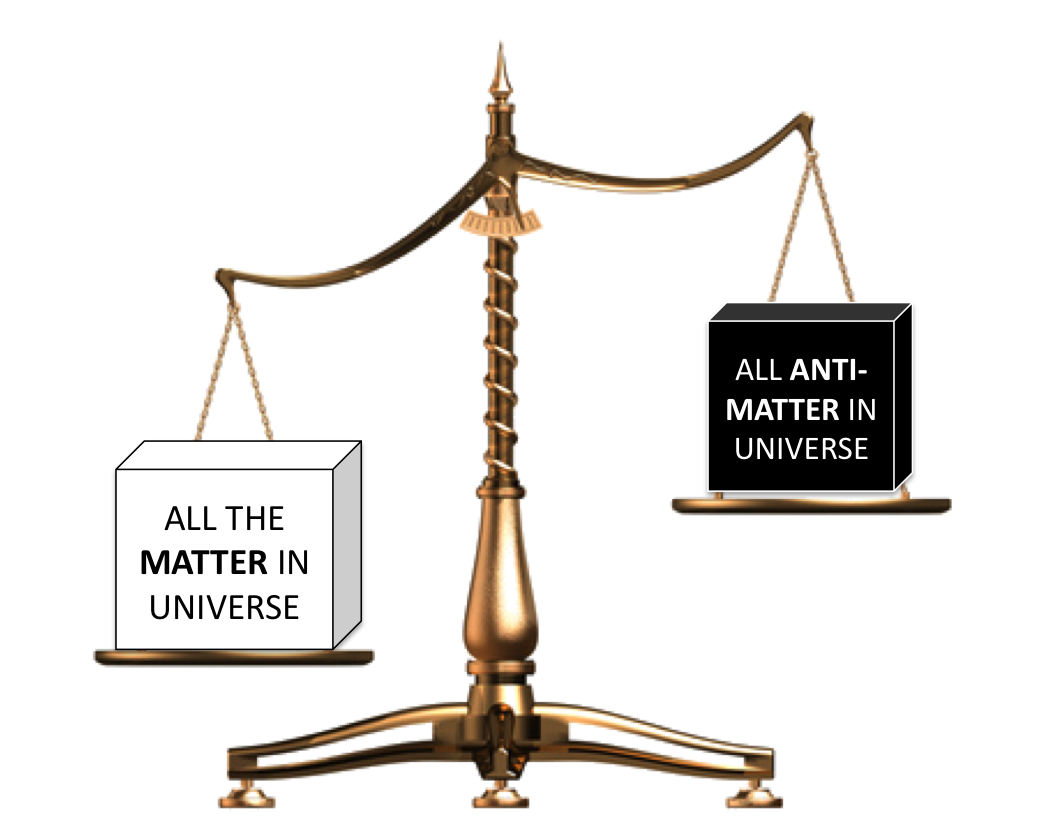 ALL ANTI-
MATTER IN
UNIVERSE
ALL THE
MATTER IN
UNIVERSE